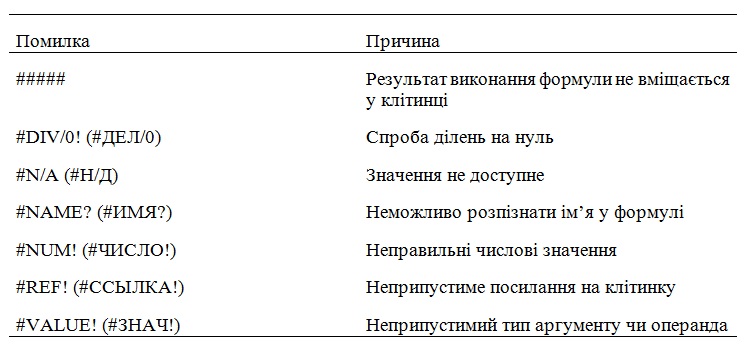 Помилка Причина
##### Результат виконання формули не вміщається
у клітинці
#DIV/0! (#ДЕЛ/0) Спроба ділень на нуль
#N/A (#Н/Д) Значення не доступне
#NAME? (#ИМЯ?) Неможливо розпізнати ім’я у формулі
#NUM! (#ЧИСЛО!) Неправильні числові значення
#REF! (#ССЫЛКА!) Неприпустиме посилання на клітинку
#VALUE! (#ЗНАЧ!) Неприпустимий тип аргументу чи операнда